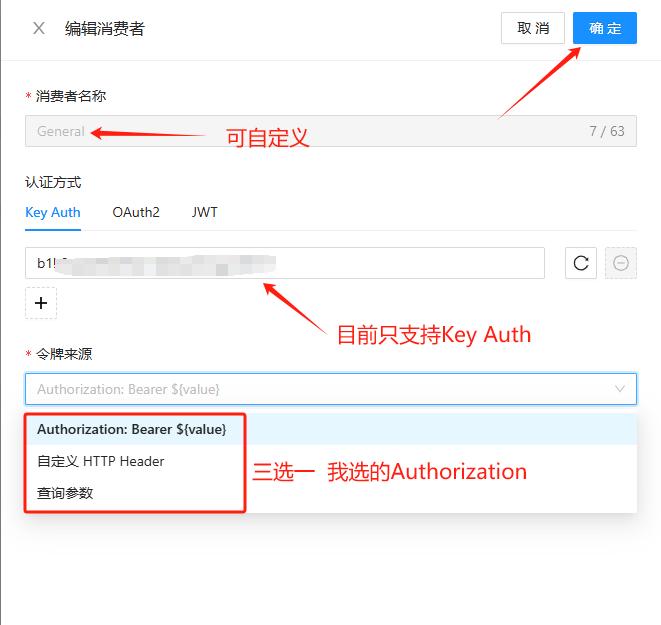 编辑消费者
取 消
确 定
* 消费者名称
General
7 / 63
可自定义
认证方式
Key Auth
OAuth2
JWT
目前只支持Key Auth
* 令牌来源
Authorization: Bearer ${value}
Authorization: Bearer ${value}
自定义 HTTP Header
三选一 我选的Authorization
查询参数